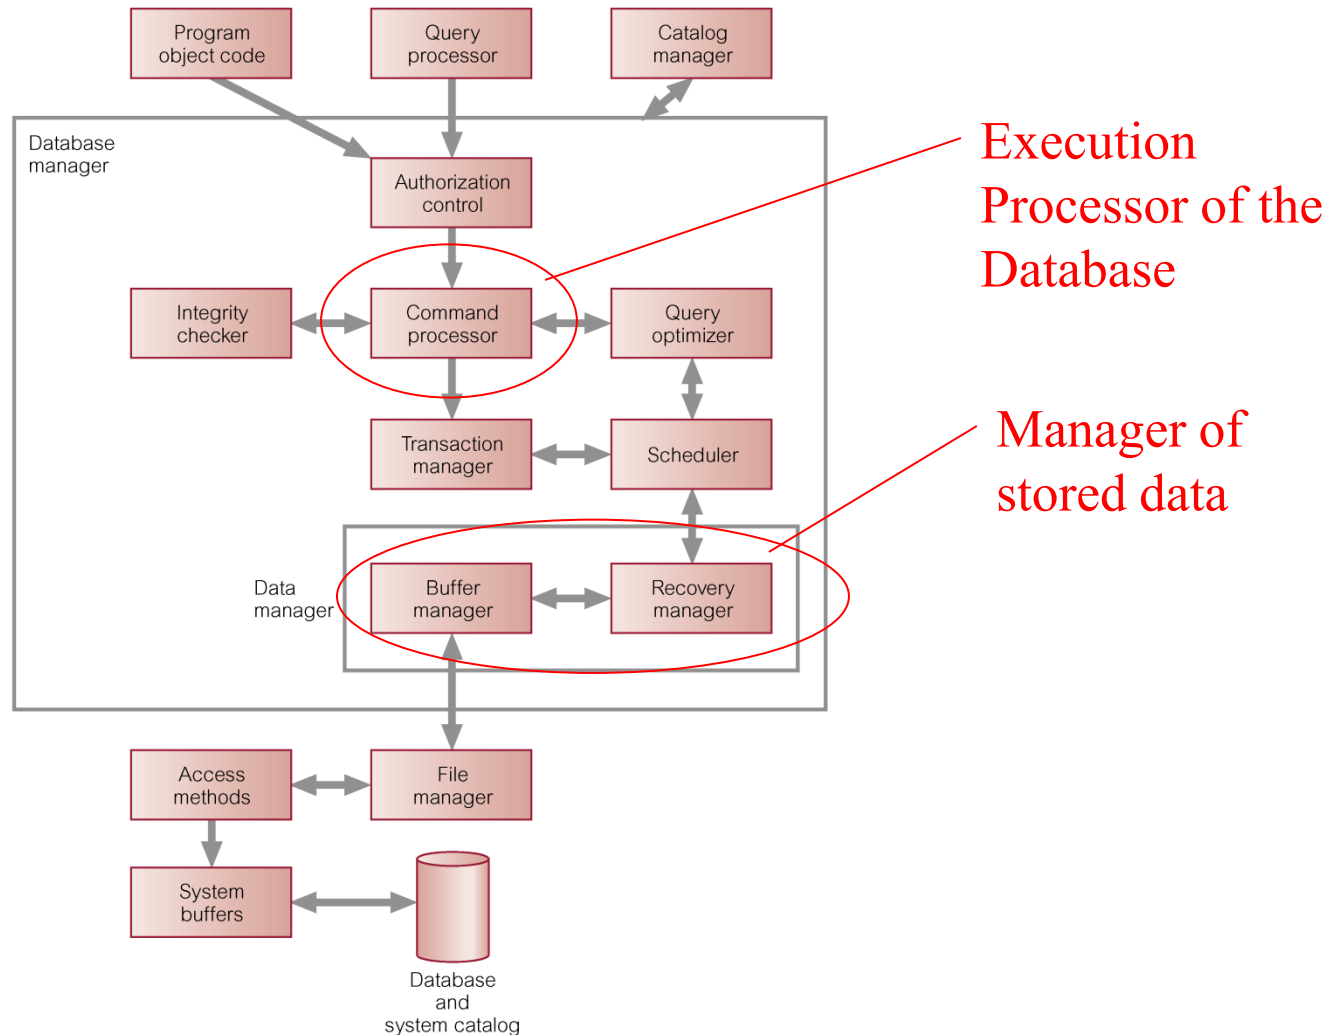 Program
object code
Query
processor
Catalog
manager
Database
manager
Authorization
control
Execution
Processor of the
Database
Integrity
checker
Command
processor
Query
optimizer
Transaction
manager
Scheduler
Manager of
stored data
Data
manager
Buffer
manager
Recovery
manager
Access
methods
File
manager
System
buffers
Database
and
system catalog